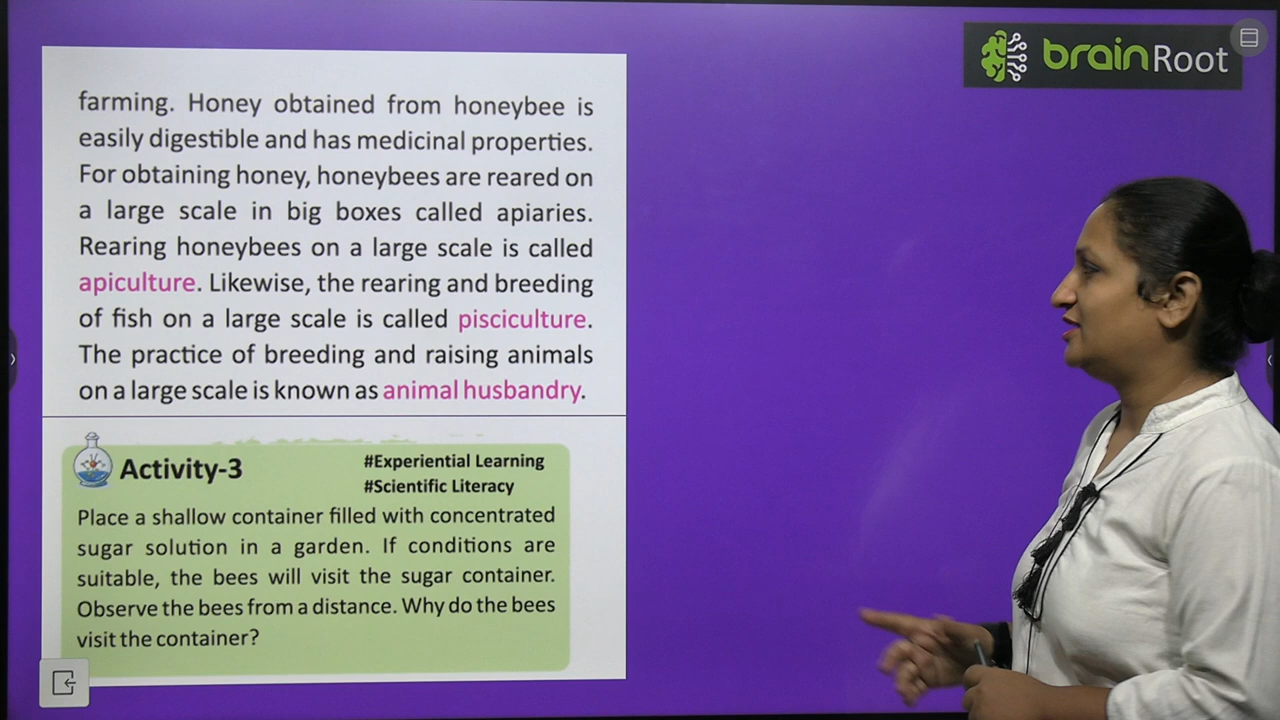 brainRoot
farming. Honey obtained from honeybee is
easily digestible and has medicinal properties.
For obtaining honey, honeybees are reared on
a large scale in big boxes called apiaries.
Rearing honeybees on a large scale is called
apiculture. Likewise, the rearing and breeding
of fish on a large scale is called pisciculture.
The practice of breeding and raising animals
on a large scale is known as animal husbandry.
Activity-3
#Experiential Learning
#Scientific Literacy
Place a shallow container filled with concentrated
sugar solution in a garden. If conditions are
suitable, the bees will visit the sugar container.
Observe the bees from a distance. Why do the bees
visit the container?